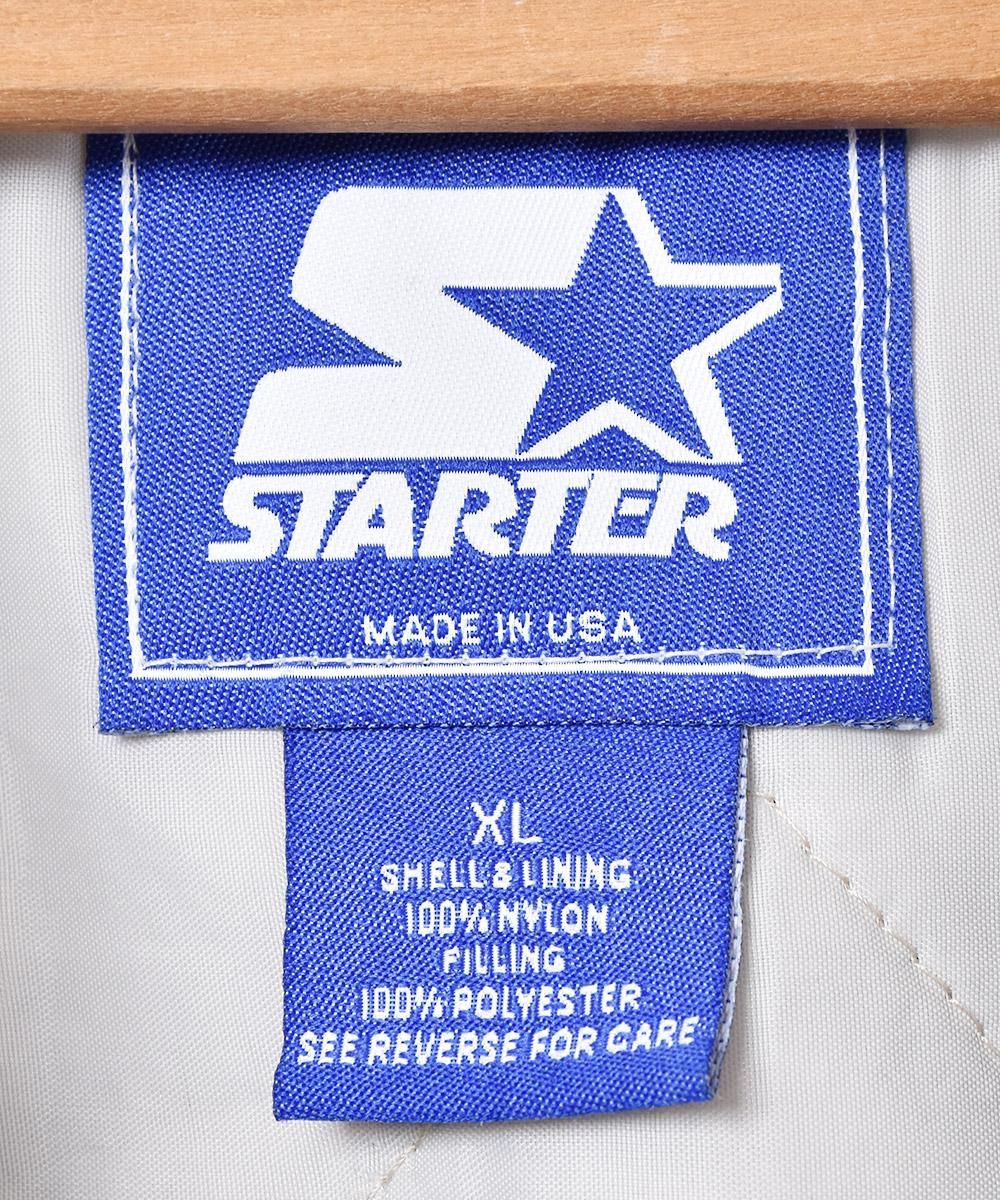 STARTER
MADE IN USA
XL
SHELL & LINING
100% NYLON
FILLING
100% POLYESTER
SEE REVERSE FOR CARE